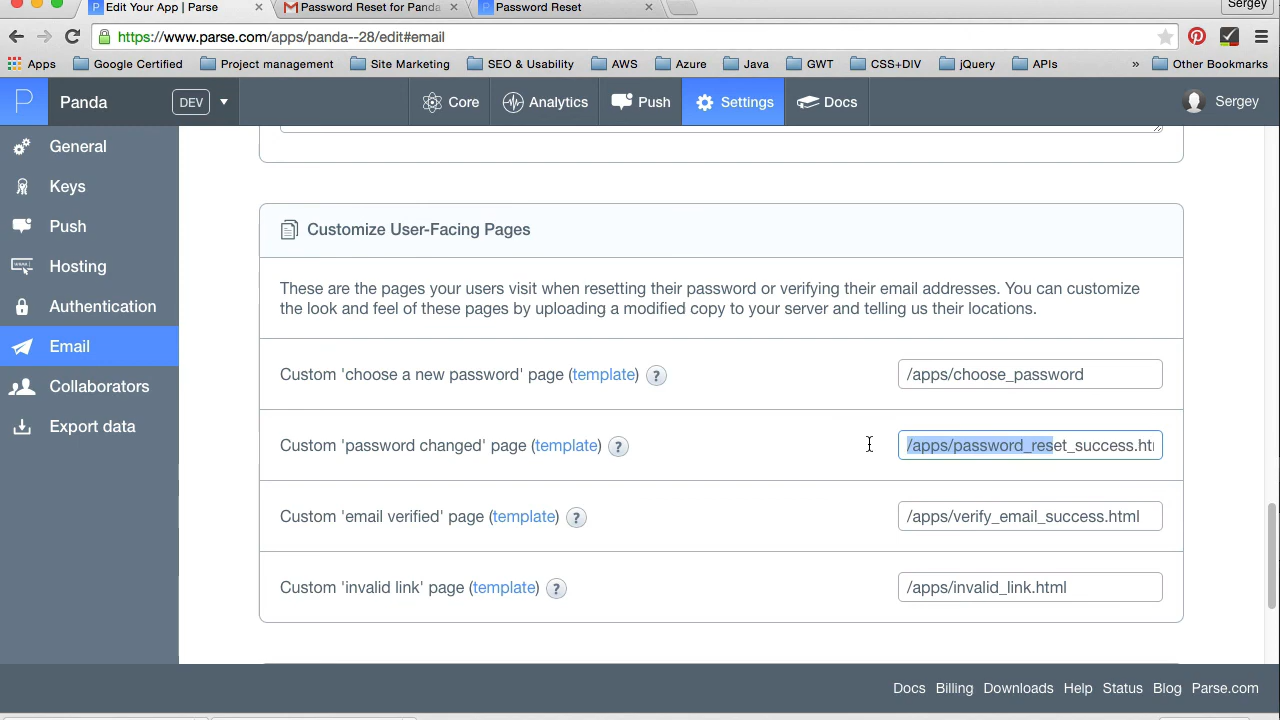 Edit Your App | Parse
Password Reset for Panda
Password Reset
Sergey
https://www.parse.com/apps/panda--28/edit#email
Apps
Google Certified
Project management
Site Marketing
SEO & Usability
AWS
Azure
Java
GWT
CSS+DIV
jQuery
APIs
»
Other Bookmarks
Panda
DEV
Core
Analytics
Push
Settings
Docs
Sergey
General
Keys
Push
Hosting
Authentication
Email
Collaborators
Export data
Customize User-Facing Pages
These are the pages your users visit when resetting their password or verifying their email addresses. You can customize
the look and feel of these pages by uploading a modified copy to your server and telling us their locations.
Custom 'choose a new password' page (template) ?
/apps/choose_password
Custom 'password changed' page (template) ?
/apps/password_reset_success.ht
Custom 'email verified' page (template) ?
/apps/verify_email_success.html
Custom 'invalid link' page (template) ?
/apps/invalid_link.html
Docs Billing Downloads Help Status Blog Parse.com